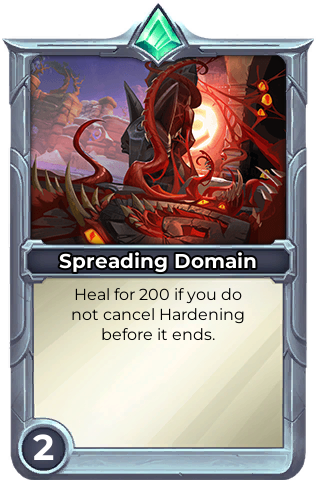 Spreading Domain
Heal for 200 if you do
not cancel Hardening
before it ends.
2